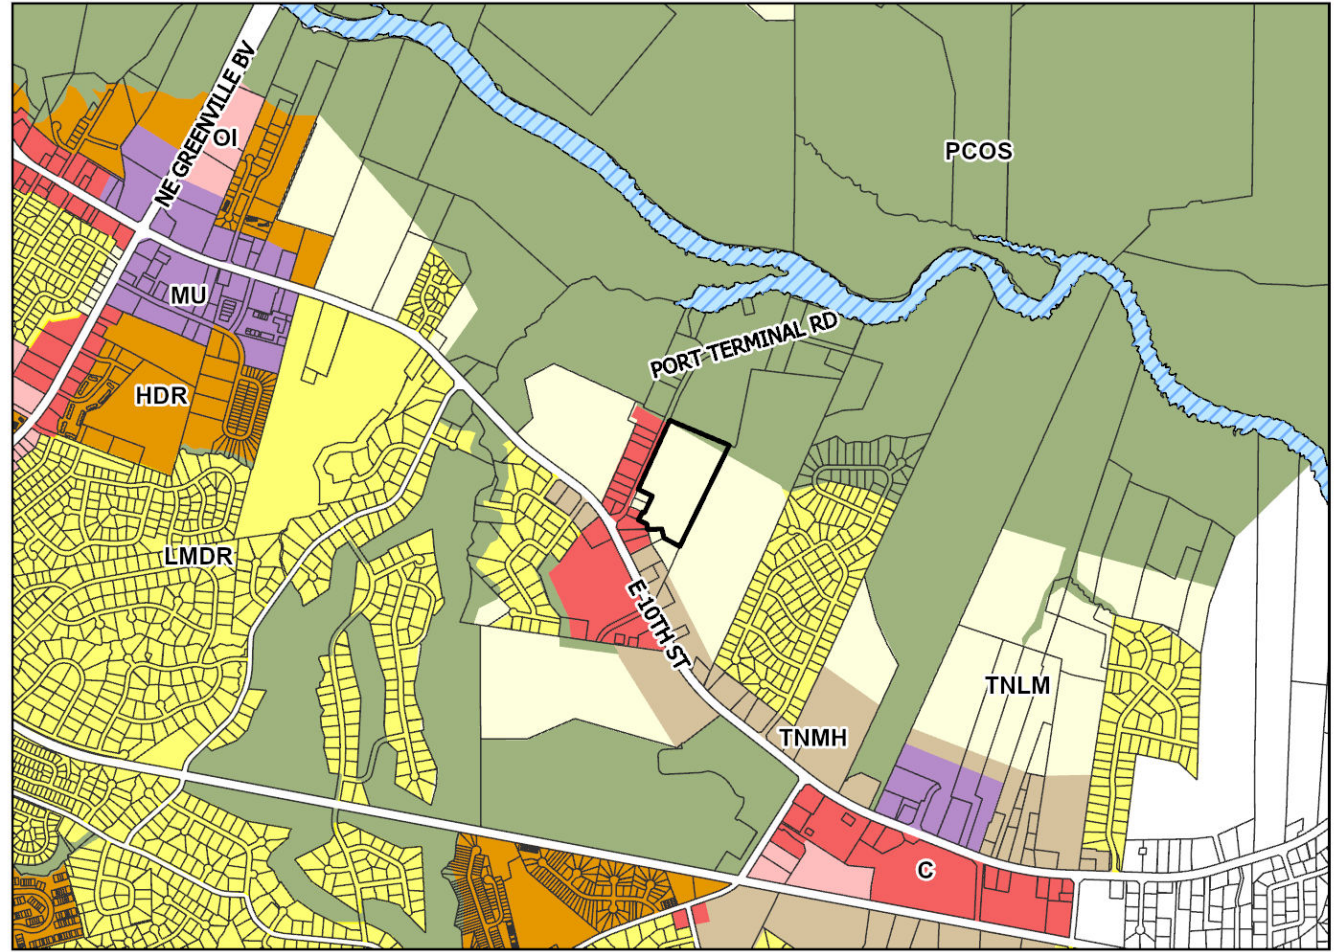 NE GREENVILLE BV
OI
PCOS
MU
PORT TERMINAL RD
HDR
LMDR
E 10TH ST
TNLM
TNMH
C